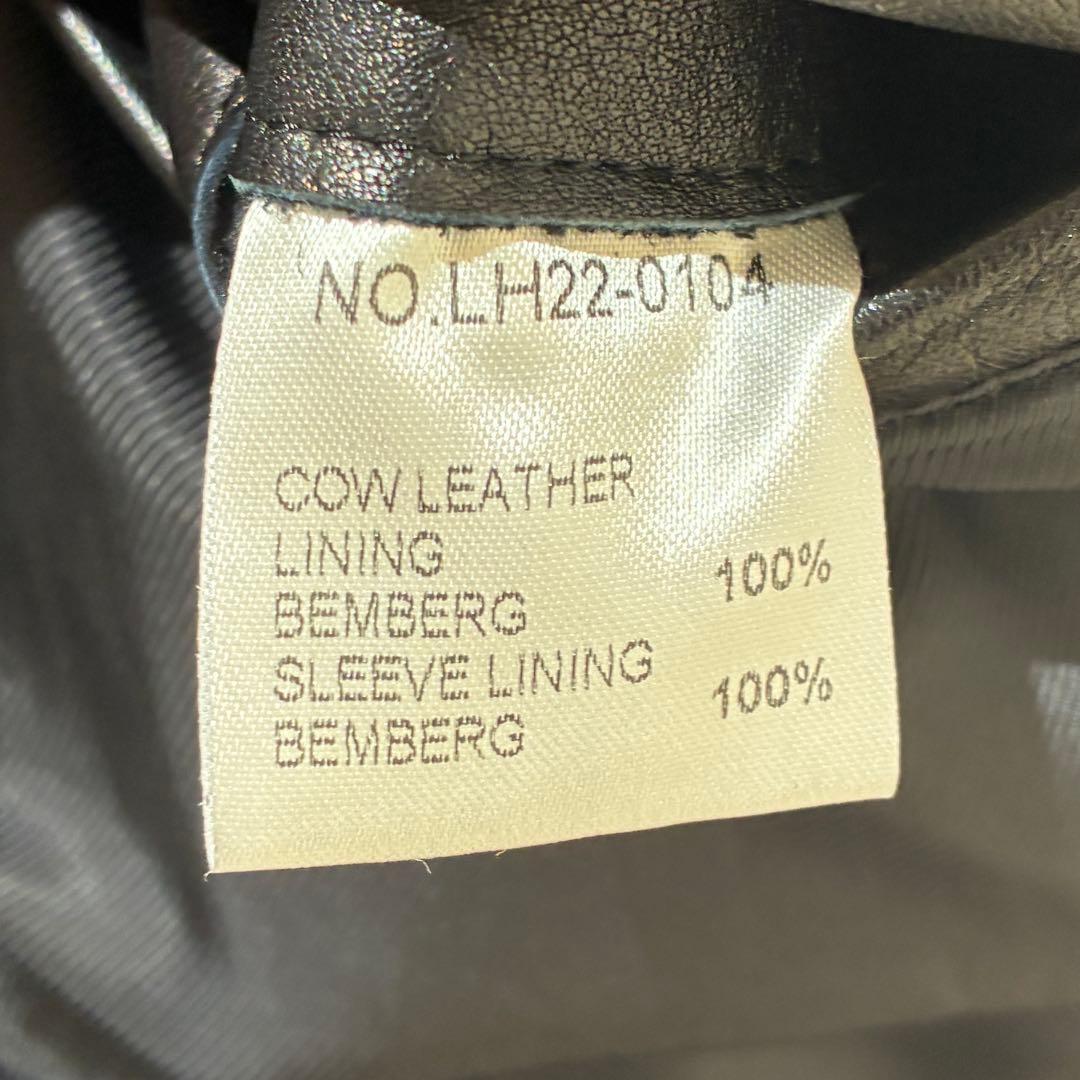 NO.LH22-0104
COW LEATHER
LINING
BEMBERG 100%
SLEEVE LINING
BEMBERG 100%